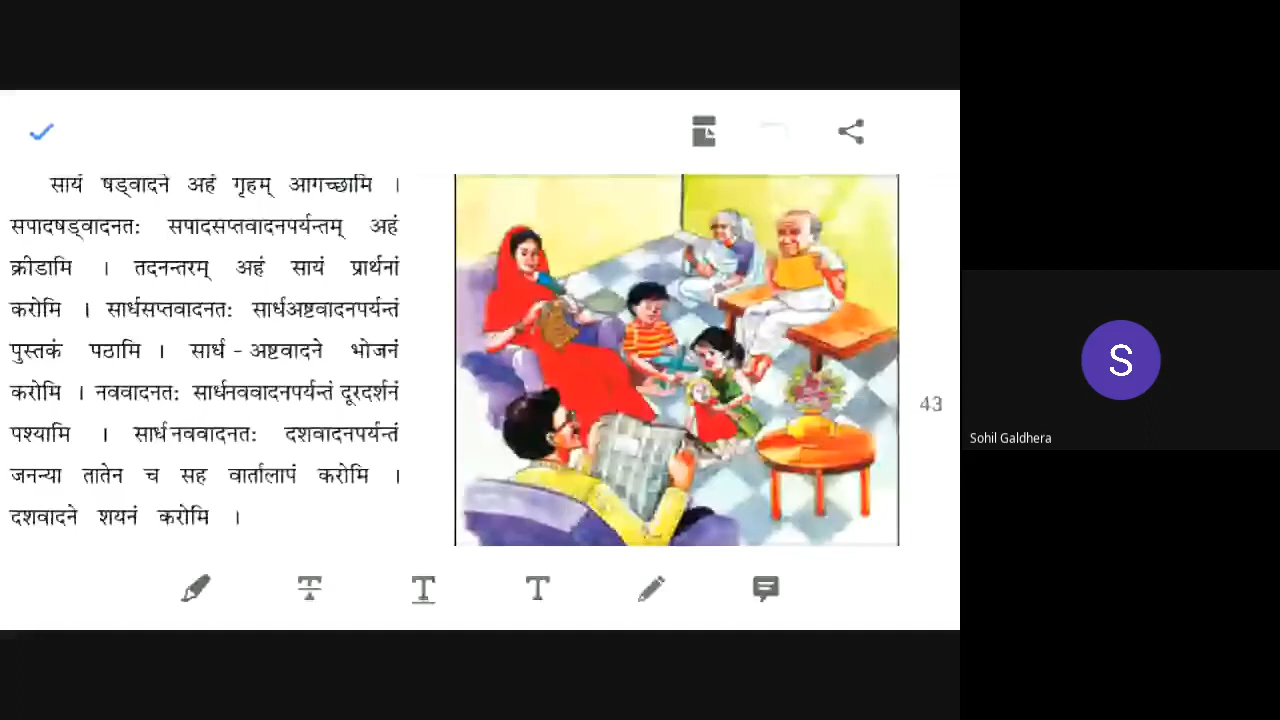 सायं षड्वादने अहं गृहम् आगच्छामि ।
सपादषड्वादनतः सपादसप्तवादनपर्यन्तम् अहं
क्रीडामि । तदनन्तरम् अहं सायं प्रार्थनां
करोमि । सार्धसप्तवादनतः सार्धअष्टवादनपर्यन्तं
पुस्तकं पठामि । सार्ध - अष्टवादने भोजनं
करोमि । नववादनतः सार्धनववादनपर्यन्तं दूरदर्शनं
पश्यामि । सार्धनववादनतः दशवादनपर्यन्तं
जनन्या तातेन च सह वार्तालापं करोमि ।
दशवादने शयनं करोमि ।
43
S
Sohil Galdhera